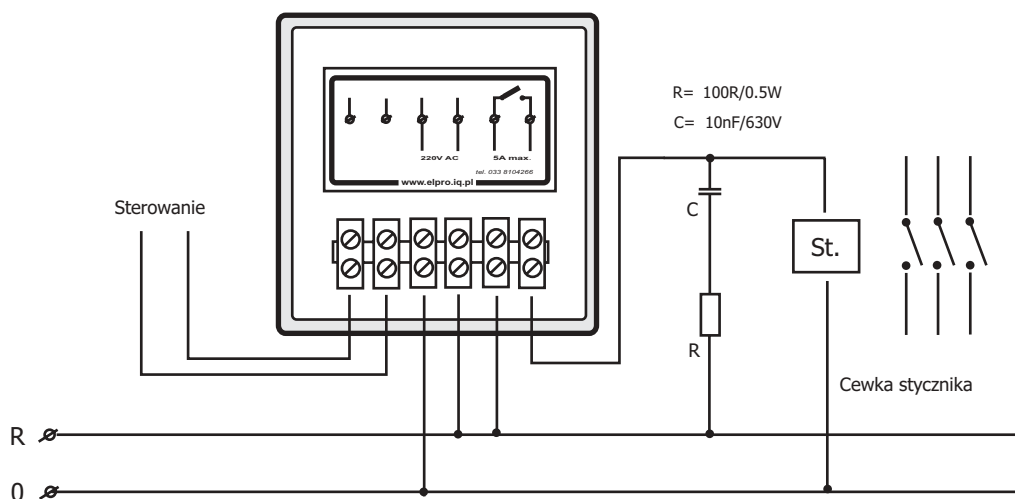 R= 100R/0.5W
C= 10nF/630V
220V AC
5A max.
tel. 033 8104266
www.elpro.iq.pl
Sterowanie
C
St.
R
Cewka stycznika
R
0